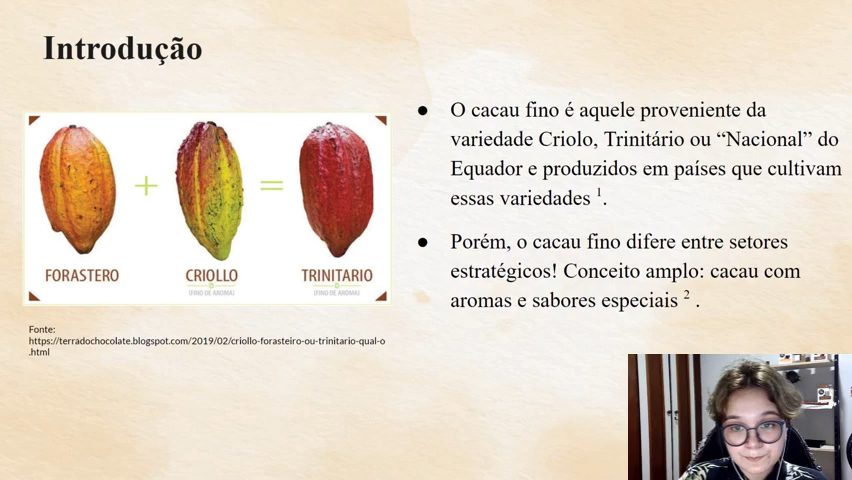 Introdução
FORASTERO
+
CRIOLLO
(FINO DE AROMA)
=
TRINITARIO
(FINO DE AROMA)
Fonte:
https://terradochocolate.blogspot.com/2019/02/criollo-forasteiro-ou-trinitario-qual-o
.html
● O cacau fino é aquele proveniente da
variedade Criolo, Trinitário ou “Nacional” do
Equador e produzidos em países que cultivam
essas variedades ¹.
● Porém, o cacau fino difere entre setores
estratégicos! Conceito amplo: cacau com
aromas e sabores especiais ² .